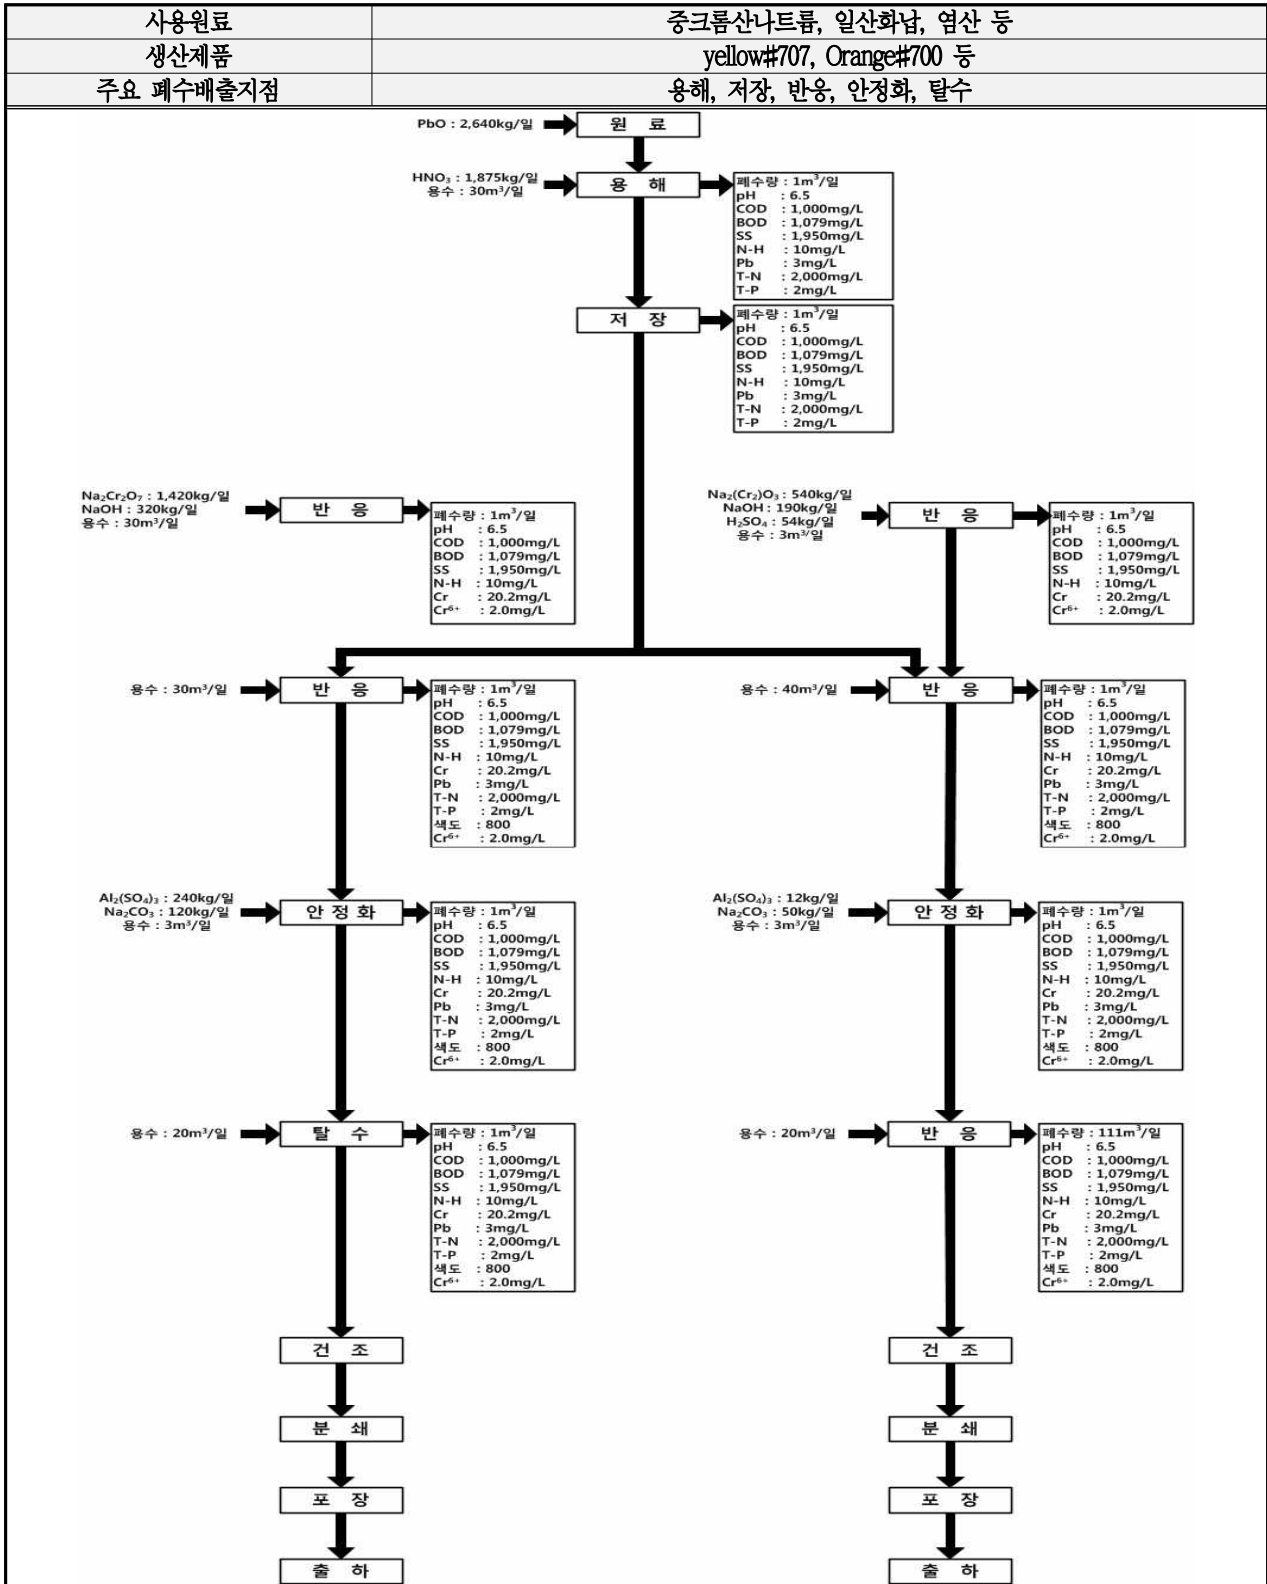 사용원료 중크롬산나트륨, 일산화납, 염산 등
생산제품 yellow#707, Orange#700 등
주요 폐수배출지점 용해, 저장, 반응, 안정화, 탈수
PbO : 2,640kg/일
원 료
HNO₃ : 1,875kg/일
용수 : 30m³/일
용 해
폐수량 : 1m³/일
pH : 6.5
COD : 1,000mg/L
BOD : 1,079mg/L
SS : 1,950mg/L
N-H : 10mg/L
Pb : 3mg/L
T-N : 2,000mg/L
T-P : 2mg/L
저 장
폐수량 : 1m³/일
pH : 6.5
COD : 1,000mg/L
BOD : 1,079mg/L
SS : 1,950mg/L
N-H : 10mg/L
Pb : 3mg/L
T-N : 2,000mg/L
T-P : 2mg/L
Na₂Cr₂O₇ : 1,420kg/일
NaOH : 320kg/일
용수 : 30m³/일
반 응
폐수량 : 1m³/일
pH : 6.5
COD : 1,000mg/L
BOD : 1,079mg/L
SS : 1,950mg/L
N-H : 10mg/L
Cr : 20.2mg/L
Cr⁶⁺ : 2.0mg/L
Na₂(Cr₂)O₃ : 540kg/일
NaOH : 190kg/일
H₂SO₄ : 54kg/일
용수 : 3m³/일
반 응
폐수량 : 1m³/일
pH : 6.5
COD : 1,000mg/L
BOD : 1,079mg/L
SS : 1,950mg/L
N-H : 10mg/L
Cr : 20.2mg/L
Cr⁶⁺ : 2.0mg/L
용수 : 30m³/일
반 응
폐수량 : 1m³/일
pH : 6.5
COD : 1,000mg/L
BOD : 1,079mg/L
SS : 1,950mg/L
N-H : 10mg/L
Cr : 20.2mg/L
Pb : 3mg/L
T-N : 2,000mg/L
T-P : 2mg/L
색도 : 800
Cr⁶⁺ : 2.0mg/L
용수 : 40m³/일
반 응
폐수량 : 1m³/일
pH : 6.5
COD : 1,000mg/L
BOD : 1,079mg/L
SS : 1,950mg/L
N-H : 10mg/L
Cr : 20.2mg/L
Pb : 3mg/L
T-N : 2,000mg/L
T-P : 2mg/L
색도 : 800
Cr⁶⁺ : 2.0mg/L
Al₂(SO₄)₃ : 240kg/일
Na₂CO₃ : 120kg/일
용수 : 3m³/일
안 정 화
폐수량 : 1m³/일
pH : 6.5
COD : 1,000mg/L
BOD : 1,079mg/L
SS : 1,950mg/L
N-H : 10mg/L
Cr : 20.2mg/L
Pb : 3mg/L
T-N : 2,000mg/L
T-P : 2mg/L
색도 : 800
Cr⁶⁺ : 2.0mg/L
Al₂(SO₄)₃ : 12kg/일
Na₂CO₃ : 50kg/일
용수 : 3m³/일
안 정 화
폐수량 : 1m³/일
pH : 6.5
COD : 1,000mg/L
BOD : 1,079mg/L
SS : 1,950mg/L
N-H : 10mg/L
Cr : 20.2mg/L
Pb : 3mg/L
T-N : 2,000mg/L
T-P : 2mg/L
색도 : 800
Cr⁶⁺ : 2.0mg/L
용수 : 20m³/일
탈 수
폐수량 : 1m³/일
pH : 6.5
COD : 1,000mg/L
BOD : 1,079mg/L
SS : 1,950mg/L
N-H : 10mg/L
Cr : 20.2mg/L
Pb : 3mg/L
T-N : 2,000mg/L
T-P : 2mg/L
색도 : 800
Cr⁶⁺ : 2.0mg/L
용수 : 20m³/일
반 응
폐수량 : 111m³/일
pH : 6.5
COD : 1,000mg/L
BOD : 1,079mg/L
SS : 1,950mg/L
N-H : 10mg/L
Cr : 20.2mg/L
Pb : 3mg/L
T-N : 2,000mg/L
T-P : 2mg/L
색도 : 800
Cr⁶⁺ : 2.0mg/L
건 조
건 조
분 쇄
분 쇄
포 장
포 장
출 하
출 하